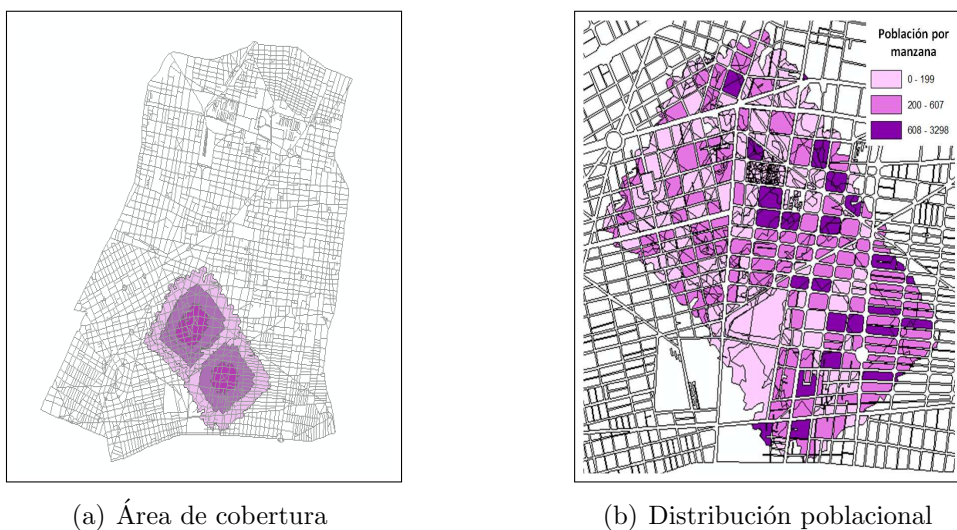 Población por
manzana
0 - 199
200 - 607
608 - 3298
(a) Área de cobertura
(b) Distribución poblacional